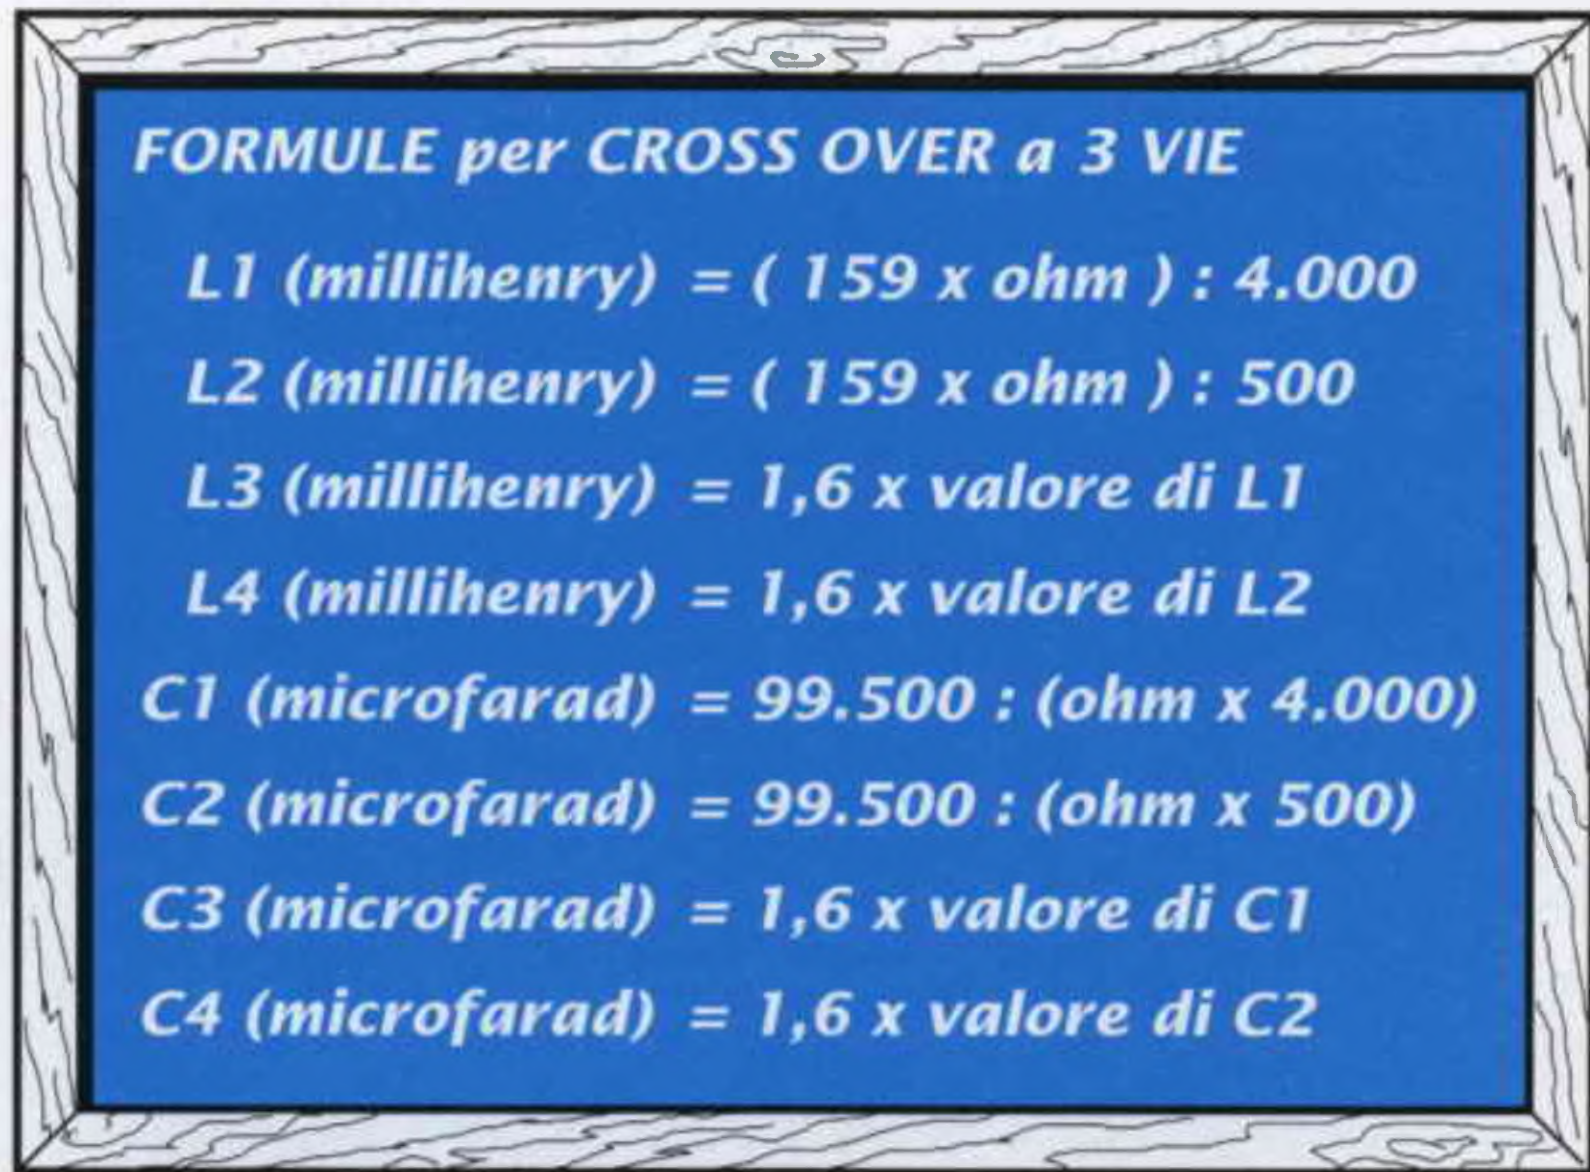 FORMULE per CROSS OVER a 3 VIE
L1 (millihenry) = ( 159 x ohm ) : 4.000
L2 (millihenry) = ( 159 x ohm ) : 500
L3 (millihenry) = 1,6 x valore di L1
L4 (millihenry) = 1,6 x valore di L2
C1 (microfarad) = 99.500 : (ohm x 4.000)
C2 (microfarad) = 99.500 : (ohm x 500)
C3 (microfarad) = 1,6 x valore di C1
C4 (microfarad) = 1,6 x valore di C2